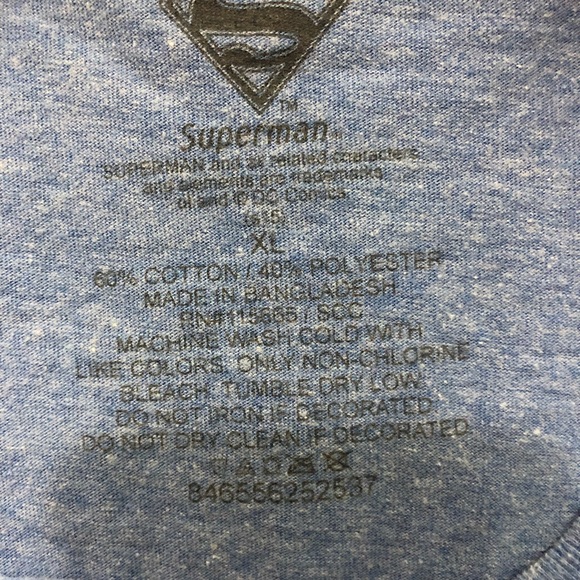 S
™
Superman™
SUPERMAN and all related characters
and elements are trademarks
of and © DC Comics
(s15)
XL
60% COTTON / 40% POLYESTER
MADE IN BANGLADESH
RN#115865 / SCC
MACHINE WASH COLD WITH
LIKE COLORS. ONLY NON-CHLORINE
BLEACH. TUMBLE DRY LOW.
DO NOT IRON IF DECORATED.
DO NOT DRY CLEAN IF DECORATED.
846556252537